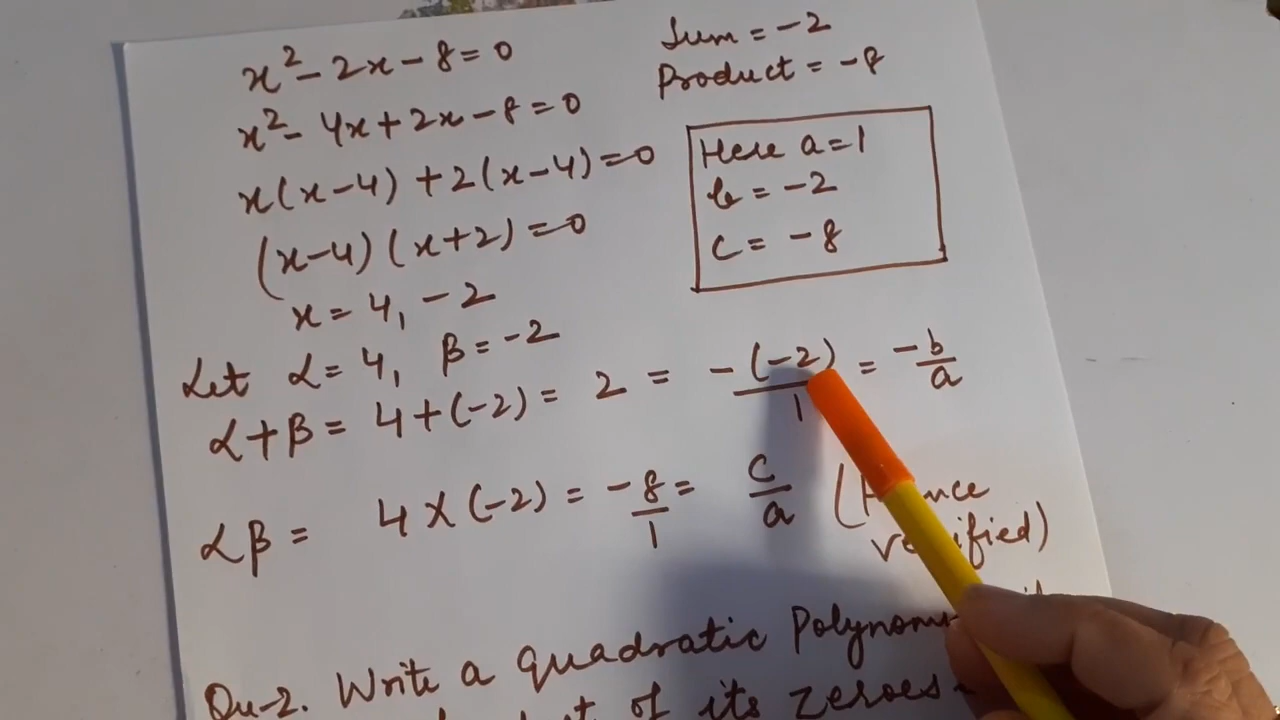 x² - 2x - 8 = 0
Sum = -2
x² - 4x + 2x - 8 = 0
Product = -8
x(x-4) + 2(x-4) = 0
Here a = 1
b = -2
c = -8
(x-4) (x+2) = 0
x = 4, -2
Let α = 4, β = -2
α + β = 4 + (-2) = 2 = -(-2)/1 = -b/a
αβ = 4 × (-2) = -8/1 = c/a (Hence
verified)
Qu-2. Write a quadratic
of its zeroes